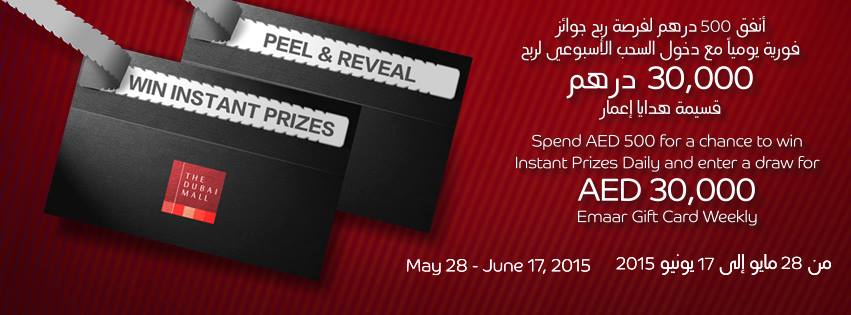 PEEL & REVEAL
WIN INSTANT PRIZES
THE
DUBAI
MALL
أنفق 500 درهم لفرصة ربح جوائز
فورية يومياً مع دخول السحب الأسبوعي لربح
30,000 درهم
قسيمة هدايا إعمار
Spend AED 500 for a chance to win
Instant Prizes Daily and enter a draw for
AED 30,000
Emaar Gift Card Weekly
May 28 - June 17, 2015
من 28 مايو إلى 17 يونيو 2015